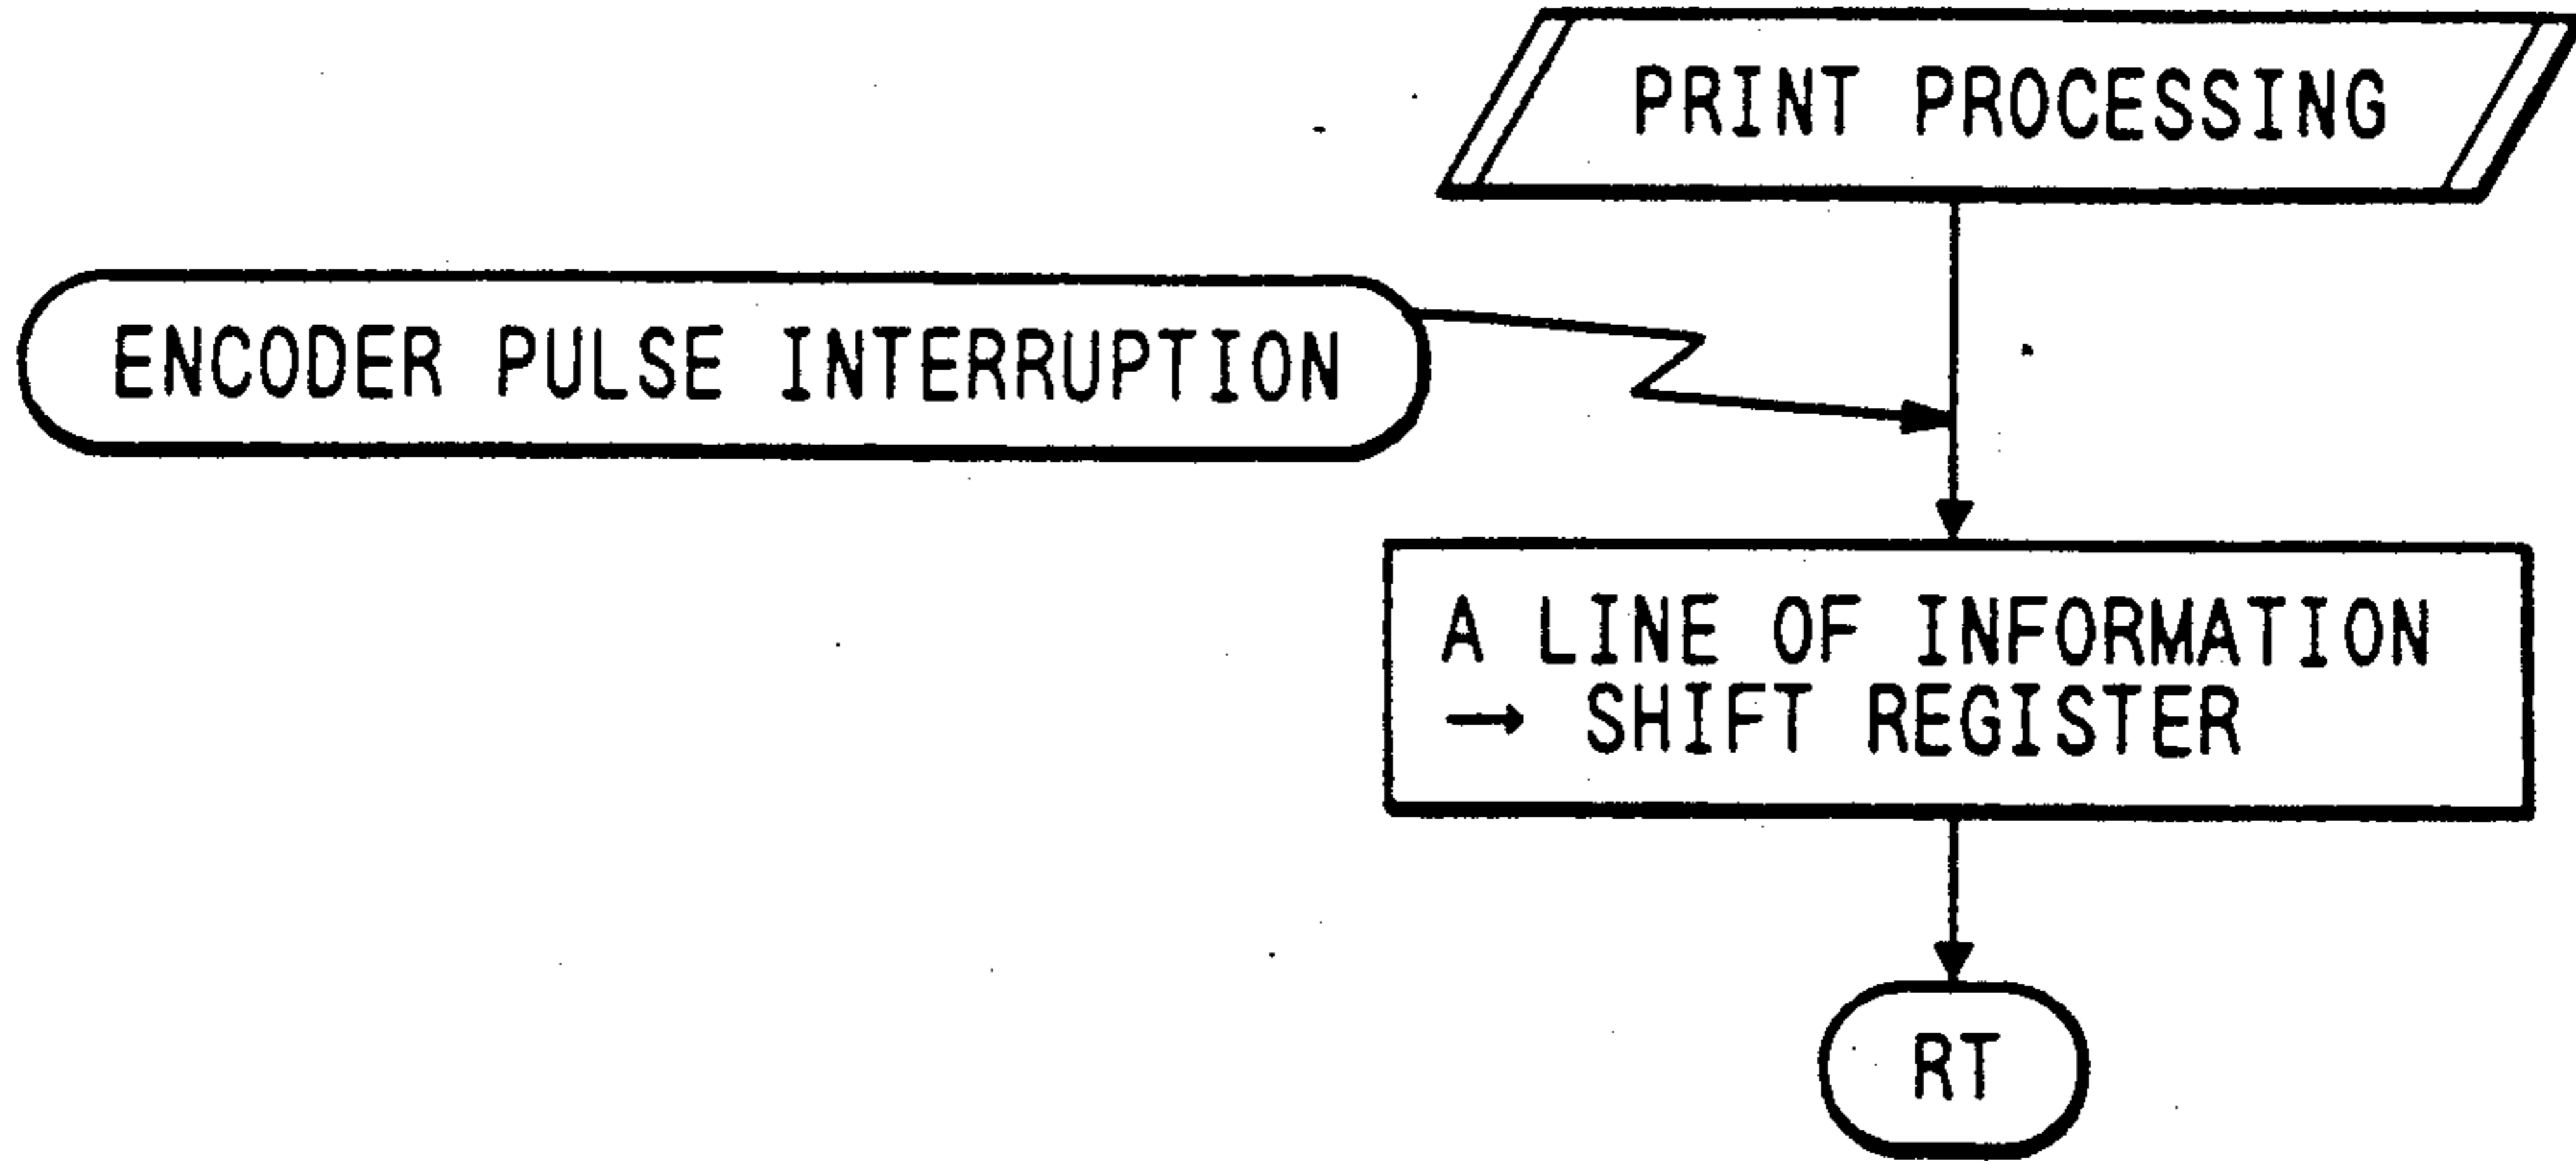 PRINT PROCESSING
ENCODER PULSE INTERRUPTION
A LINE OF INFORMATION
→ SHIFT REGISTER
RT